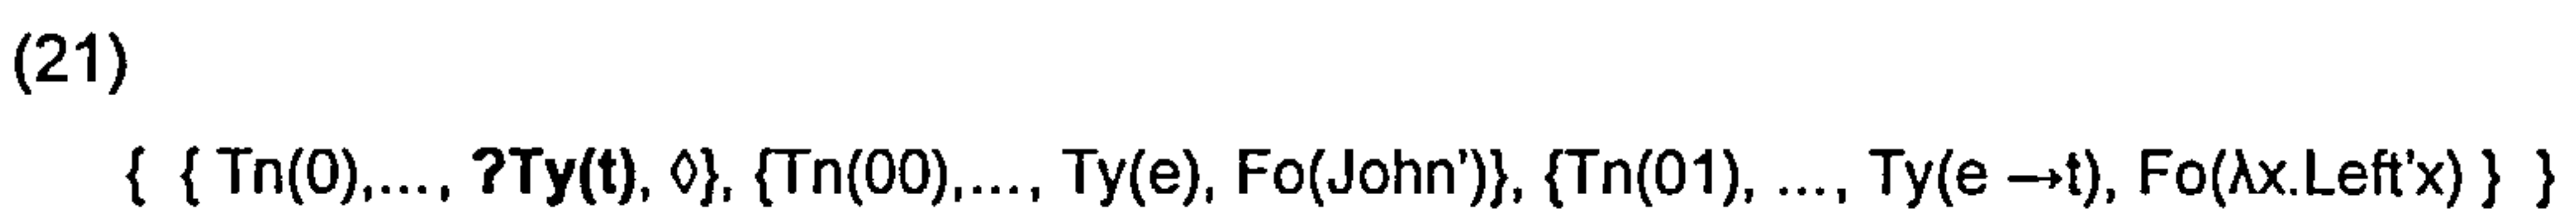 (21)
{ { Tn(0),..., ?Ty(t), ◊}, {Tn(00),..., Ty(e), Fo(John')}, {Tn(01), ..., Ty(e →t), Fo(λx.Left'x) } }